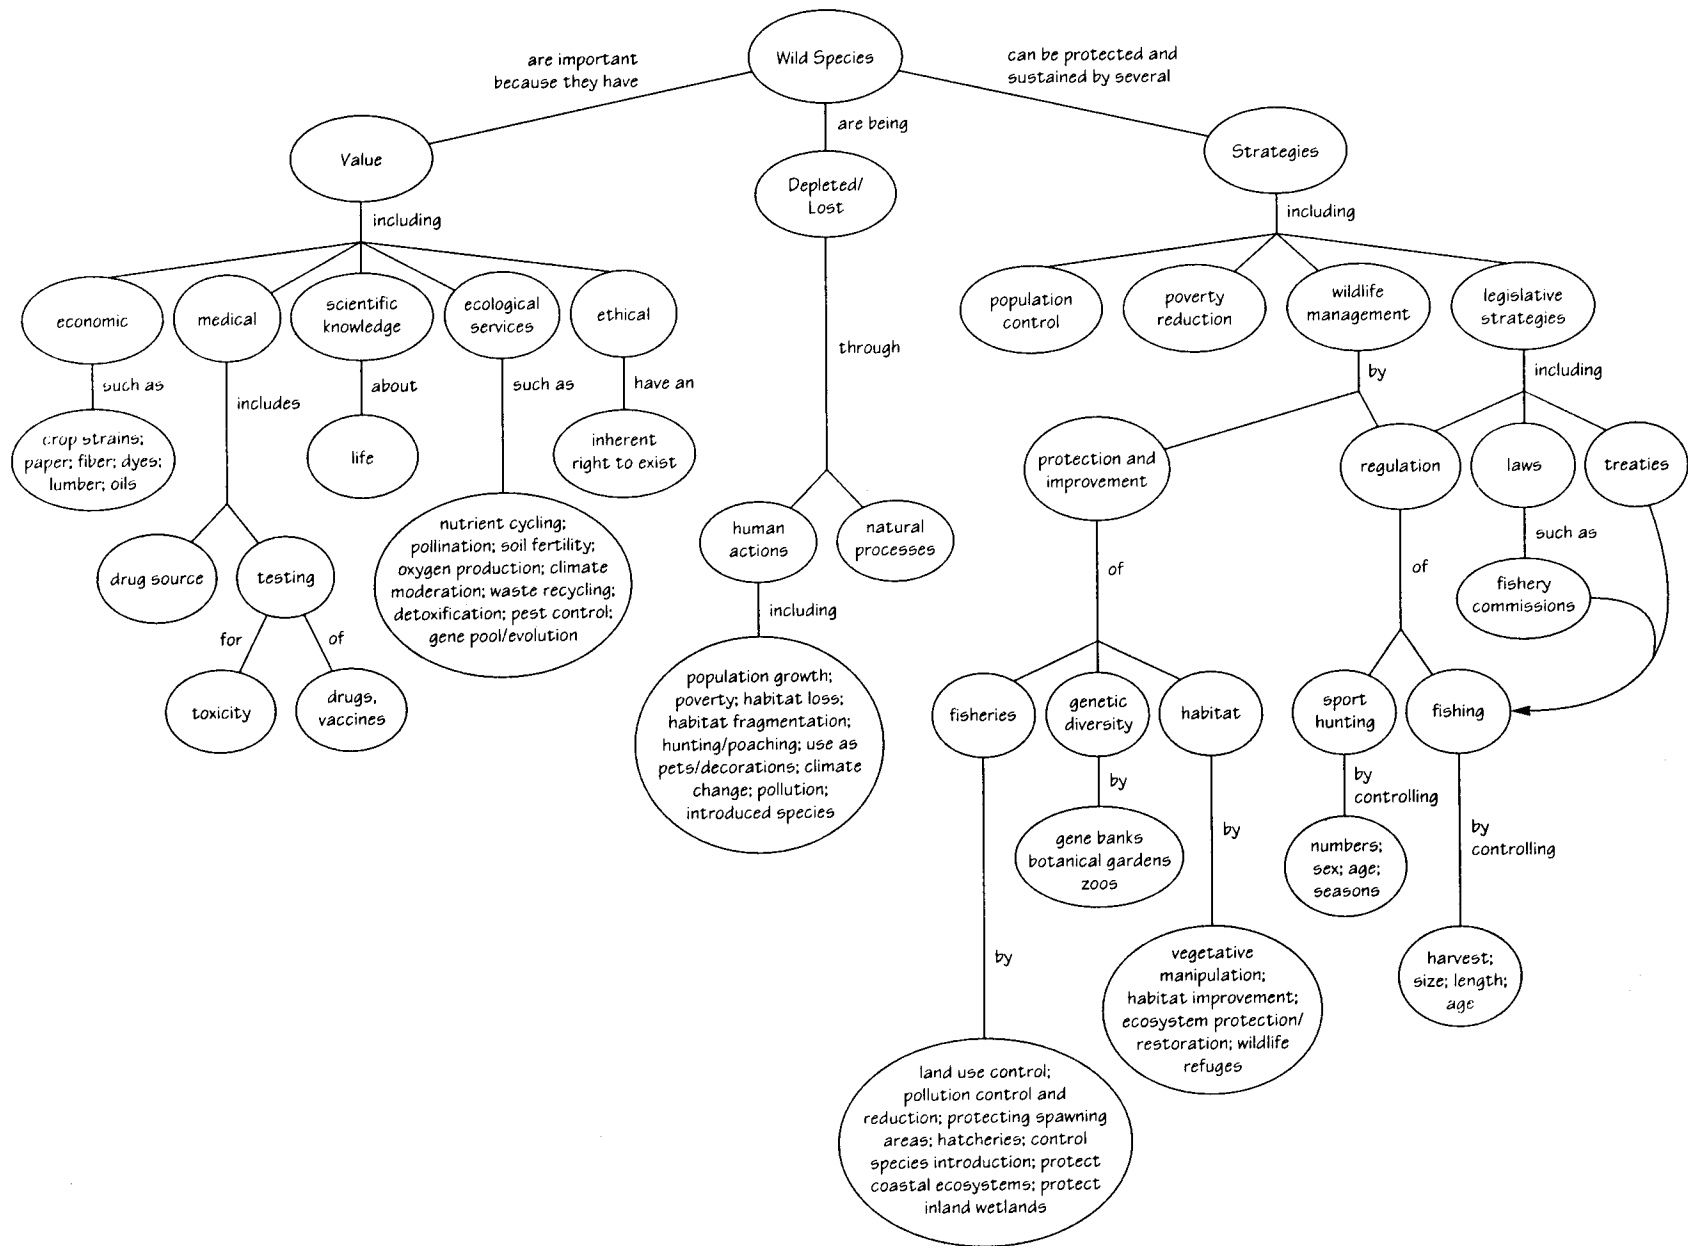 Wild Species
are important
because they have
can be protected and
sustained by several
are being
Value
Depleted/
Lost
Strategies
including
including
economic
medical
scientific
knowledge
ecological
services
ethical
population
control
poverty
reduction
wildlife
management
legislative
strategies
such as
includes
about
such as
have an
through
by
including
crop strains;
paper; fiber; dyes;
lumber; oils
life
inherent
right to exist
protection and
improvement
regulation
laws
treaties
nutrient cycling;
pollination; soil fertility;
oxygen production; climate
moderation; waste recycling;
detoxification; pest control;
gene pool/evolution
human
actions
natural
processes
such as
of
of
drug source
testing
fishery
commissions
including
for
of
toxicity
drugs,
vaccines
population growth;
poverty; habitat loss;
habitat fragmentation;
hunting/poaching; use as
pets/decorations; climate
change; pollution;
introduced species
fisheries
genetic
diversity
habitat
sport
hunting
fishing
by
by
controlling
by
by
controlling
gene banks
botanical gardens
zoos
numbers;
sex; age;
seasons
by
vegetative
manipulation;
habitat improvement;
ecosystem protection/
restoration; wildlife
refuges
harvest;
size; length;
age
land use control;
pollution control and
reduction; protecting spawning
areas; hatcheries; control
species introduction; protect
coastal ecosystems; protect
inland wetlands